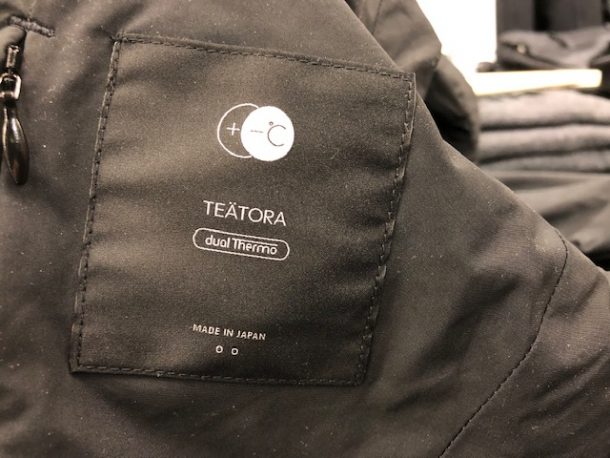 + -°C
TEÄTORA
dual Thermo
MADE IN JAPAN